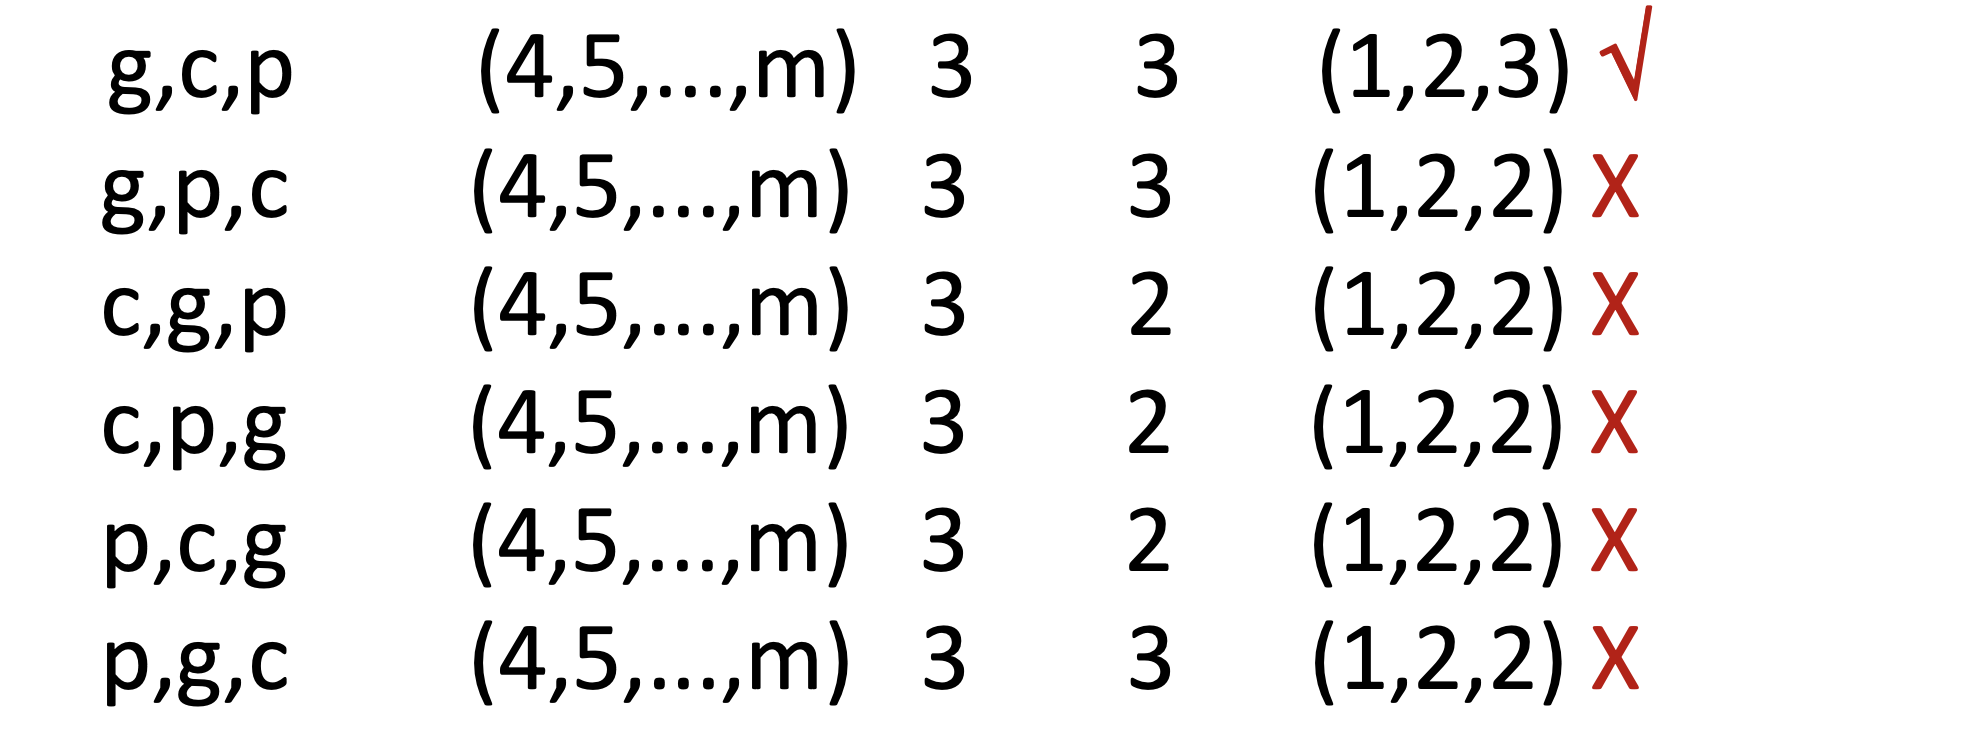 g,c,p (4,5,...,m) 3 3 (1,2,3) √
g,p,c (4,5,...,m) 3 3 (1,2,2) X
c,g,p (4,5,...,m) 3 2 (1,2,2) X
c,p,g (4,5,...,m) 3 2 (1,2,2) X
p,c,g (4,5,...,m) 3 2 (1,2,2) X
p,g,c (4,5,...,m) 3 3 (1,2,2) X